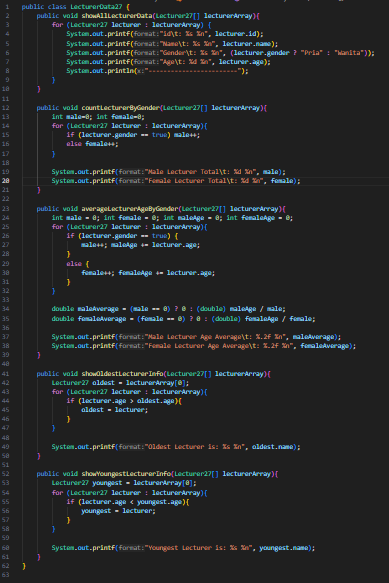 1 public class LecturerData27 {
2 public void showAllLecturerData(Lecturer27[] lecturerArray){
3 for (Lecturer27 lecturer : lecturerArray) {
4 System.out.printf(format:"id\t: %s %n", lecturer.id);
5 System.out.printf(format:"Name\t: %s %n", lecturer.name);
6 System.out.printf(format:"Gender\t: %s %n", (lecturer.gender ? "Pria" : "Wanita"));
7 System.out.printf(format:"Age\t: %d %n", lecturer.age);
8 System.out.println(x:"------------------------");
9 }
10 }
11
12 public void countLecturerByGender(Lecturer27[] lecturerArray){
13 int male=0; int female=0;
14 for (Lecturer27 lecturer : lecturerArray){
15 if (lecturer.gender == true) male++;
16 else female++;
17 }
18
19 System.out.printf(format:"Male Lecturer Total\t: %d %n", male);
20 System.out.printf(format:"Female Lecturer Total\t: %d %n", female);
21 }
22
23 public void averageLecturerAgeByGender(Lecturer27[] lecturerArray){
24 int male = 0; int female = 0; int maleAge = 0; int femaleAge = 0;
25 for (Lecturer27 lecturer : lecturerArray){
26 if (lecturer.gender == true) {
27 male++; maleAge += lecturer.age;
28 }
29 else {
30 female++; femaleAge += lecturer.age;
31 }
32 }
33
34 double maleAverage = (male == 0) ? 0 : (double) maleAge / male;
35 double femaleAverage = (female == 0) ? 0 : (double) femaleAge / female;
36
37 System.out.printf(format:"Male Lecturer Age Average\t: %.2f %n", maleAverage);
38 System.out.printf(format:"Female Lecturer Age Average\t: %.2f %n", femaleAverage);
39 }
40
41 public void showOldestLecturerInfo(Lecturer27[] lecturerArray){
42 Lecturer27 oldest = lecturerArray[0];
43 for (Lecturer27 lecturer : lecturerArray){
44 if (lecturer.age > oldest.age){
45 oldest = lecturer;
46 }
47 }
48
49 System.out.printf(format:"Oldest Lecturer is: %s %n", oldest.name);
50 }
51
52 public void showYoungestLecturerInfo(Lecturer27[] lecturerArray){
53 Lecturer27 youngest = lecturerArray[0];
54 for (Lecturer27 lecturer : lecturerArray){
55 if (lecturer.age < youngest.age){
56 youngest = lecturer;
57 }
58 }
59
60 System.out.printf(format:"Youngest Lecturer is: %s %n", youngest.name);
61 }
62 }
63